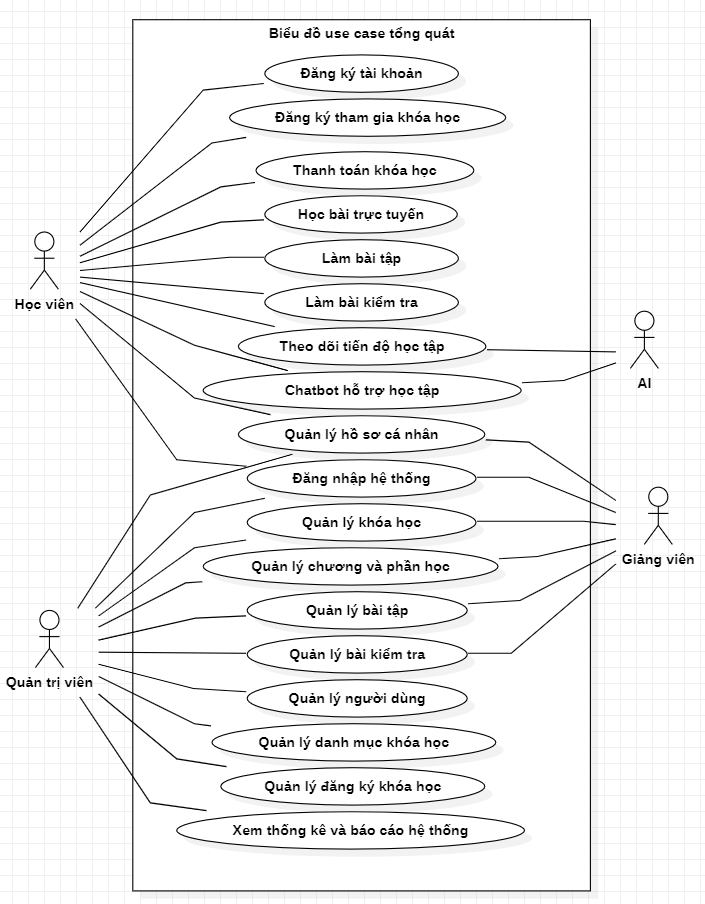 Biểu đồ use case tổng quát
Đăng ký tài khoản
Đăng ký tham gia khóa học
Thanh toán khóa học
Học bài trực tuyến
Làm bài tập
Học viên
Làm bài kiểm tra
Theo dõi tiến độ học tập
AI
Chatbot hỗ trợ học tập
Quản lý hồ sơ cá nhân
Đăng nhập hệ thống
Quản lý khóa học
Giảng viên
Quản lý chương và phần học
Quản lý bài tập
Quản lý bài kiểm tra
Quản trị viên
Quản lý người dùng
Quản lý danh mục khóa học
Quản lý đăng ký khóa học
Xem thống kê và báo cáo hệ thống